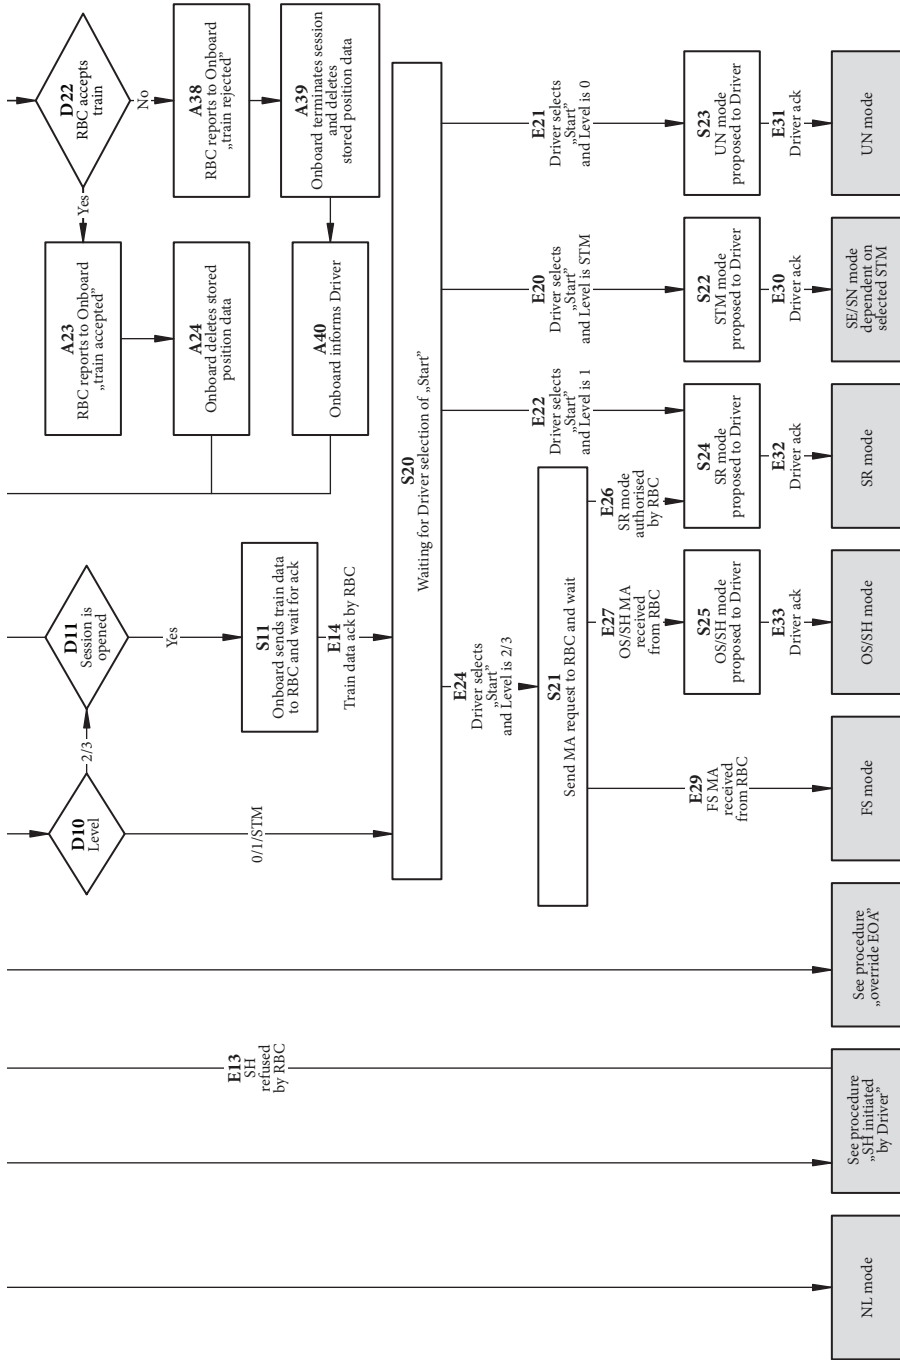 D22
RBC accepts
train
No
Yes
A38
RBC reports to Onboard
„train rejected”
A39
Onboard terminates session
and deletes
stored position data
A23
RBC reports to Onboard
„train accepted”
A24
Onboard deletes stored
position data
A40
Onboard informs Driver
D11
Session is
opened
Yes
S11
Onboard sends train data
to RBC and wait for ack
E14
Train data ack by RBC
2/3
D10
Level
0/1/STM
S20
Waiting for Driver selection of „Start”
E21
Driver selects
„Start”
and Level is 0
S23
UN mode
proposed to Driver
E31
Driver ack
UN mode
E20
Driver selects
„Start”
and Level is STM
S22
STM mode
proposed to Driver
E30
Driver ack
SE/SN mode
dependent on
selected STM
E22
Driver selects
„Start”
and Level is 1
S24
SR mode
proposed to Driver
E32
Driver ack
SR mode
E24
Driver selects
„Start”
and Level is 2/3
S21
Send MA request to RBC and wait
E26
SR mode
authorised
by RBC
E27
OS/SH MA
received
from RBC
S25
OS/SH mode
proposed to Driver
E33
Driver ack
OS/SH mode
E29
FS MA
received
from RBC
FS mode
See procedure
„override EOA”
E13
SH
refused
by RBC
See procedure
„SH initiated
by Driver”
NL mode